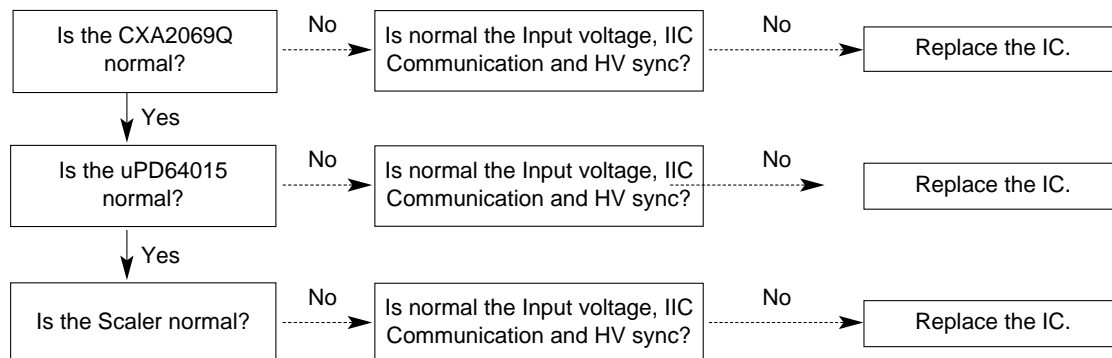 Is the CXA2069Q
normal?
No
Is normal the Input voltage, IIC
Communication and HV sync?
No
Replace the IC.
Yes
Is the uPD64015
normal?
No
Is normal the Input voltage, IIC
Communication and HV sync?
No
Replace the IC.
Yes
Is the Scaler normal?
No
Is normal the Input voltage, IIC
Communication and HV sync?
No
Replace the IC.